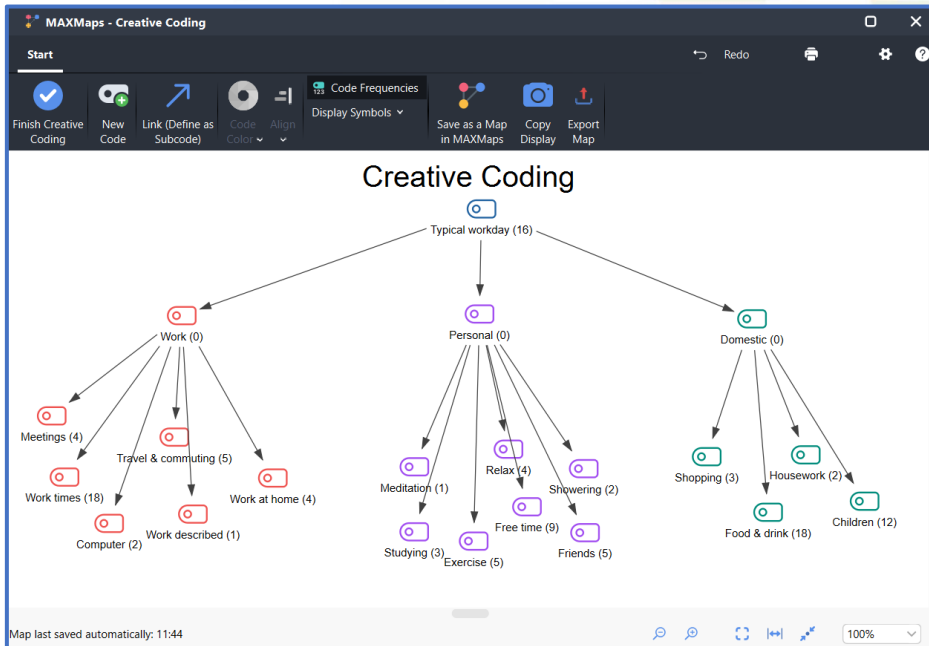 MAXMaps - Creative Coding
Start
Redo
Finish Creative
Coding
New
Code
Link (Define as
Subcode)
Code
Color
Align
123
Code Frequencies
Display Symbols
Save as a Map
in MAXMaps
Copy
Display
Export
Map
?
Creative Coding
Typical workday (16)
Work (0)
Personal (0)
Domestic (0)
Meetings (4)
Travel & commuting (5)
Work times (18)
Work at home (4)
Computer (2)
Work described (1)
Meditation (1)
Relax (4)
Showering (2)
Studying (3)
Exercise (5)
Free time (9)
Friends (5)
Shopping (3)
Housework (2)
Food & drink (18)
Children (12)
Map last saved automatically: 11:44
100%